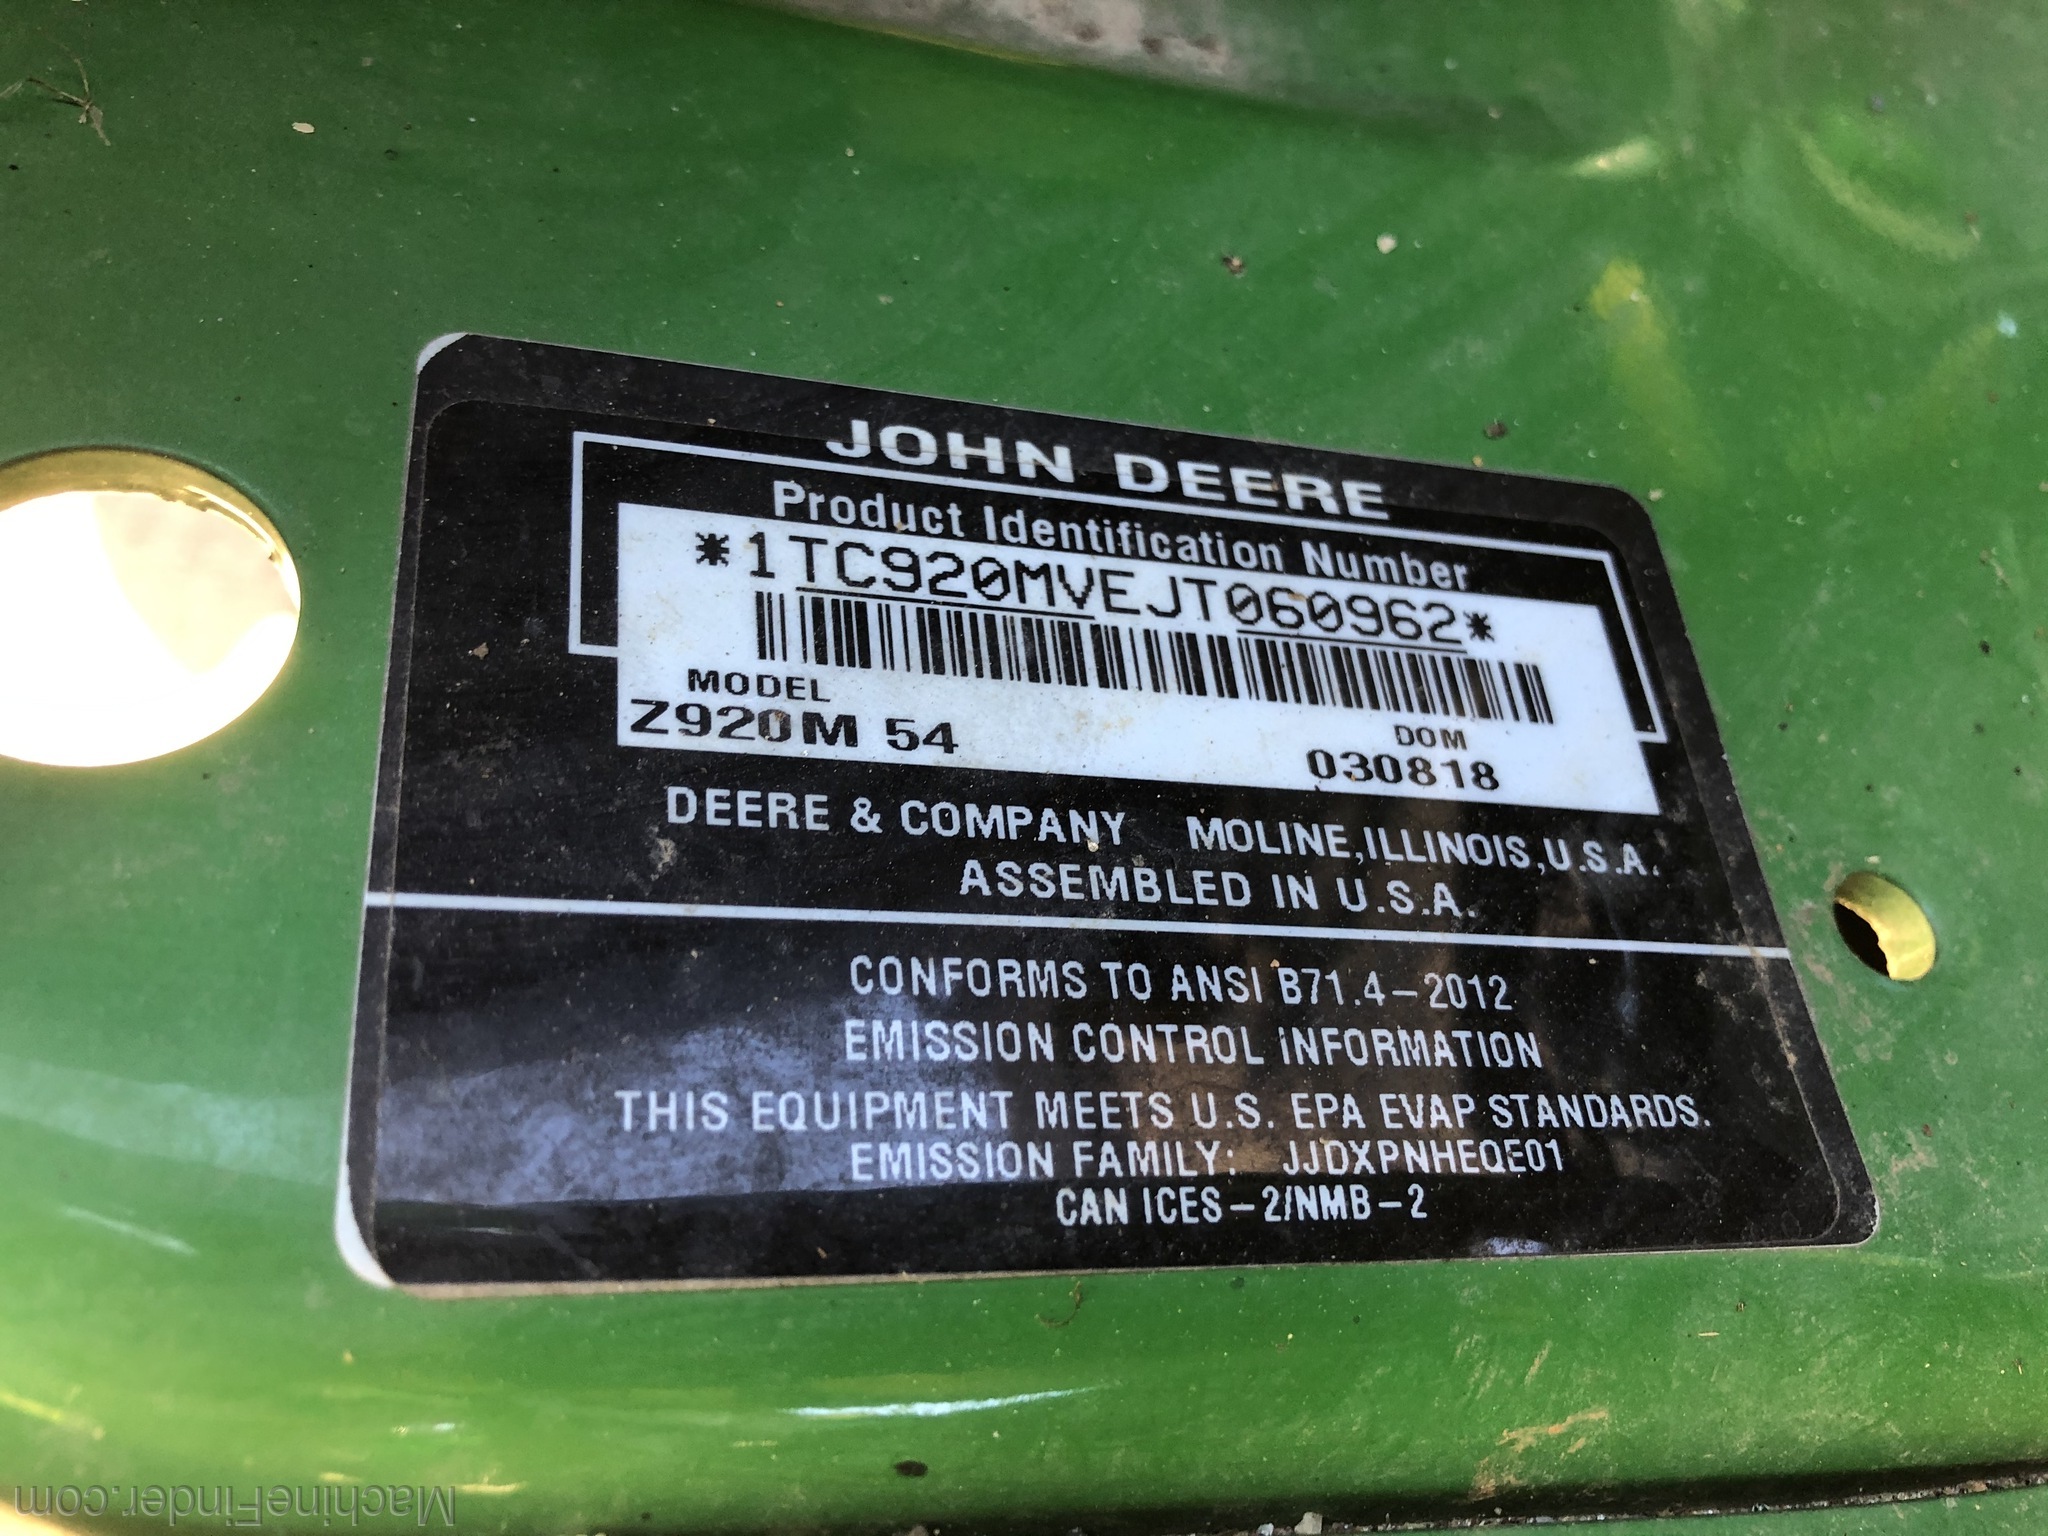 JOHN DEERE
Product Identification Number
*1TC920MVEJT060962*
MODEL
Z920M 54
DOM
030818
DEERE & COMPANY MOLINE,ILLINOIS,U.S.A.
ASSEMBLED IN U.S.A.
CONFORMS TO ANSI B71.4-2012
EMISSION CONTROL INFORMATION
THIS EQUIPMENT MEETS U.S. EPA EVAP STANDARDS.
EMISSION FAMILY: JJDXPNHEQE01
CAN ICES-2/NMB-2
MachineFinder.com